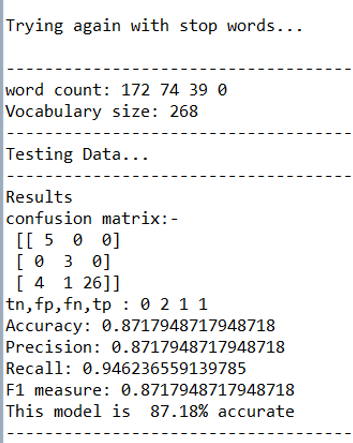 Trying again with stop words...
-----------------------------------
word count: 172 74 39 0
Vocabulary size: 268
-----------------------------------
Testing Data...
-----------------------------------
Results
confusion matrix:-
[[ 5 0 0]
[ 0 3 0]
[ 4 1 26]]
tn,fp,fn,tp : 0 2 1 1
Accuracy: 0.8717948717948718
Precision: 0.8717948717948718
Recall: 0.946236559139785
F1 measure: 0.8717948717948718
This model is  87.18% accurate
-----------------------------------